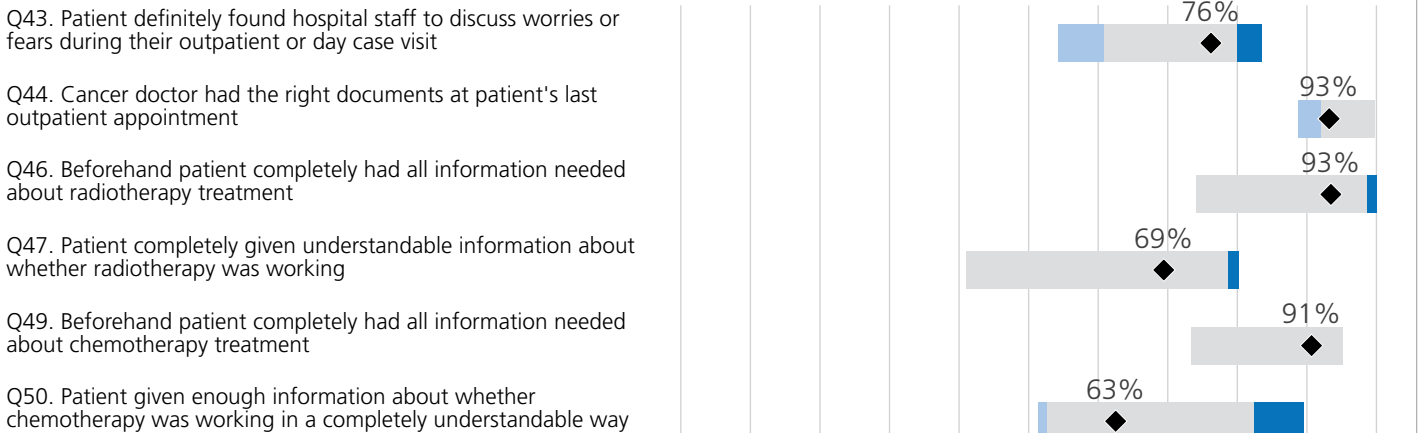 Q43. Patient definitely found hospital staff to discuss worries or
fears during their outpatient or day case visit
76%
Q44. Cancer doctor had the right documents at patient's last
outpatient appointment
93%
Q46. Beforehand patient completely had all information needed
about radiotherapy treatment
93%
Q47. Patient completely given understandable information about
whether radiotherapy was working
69%
Q49. Beforehand patient completely had all information needed
about chemotherapy treatment
91%
Q50. Patient given enough information about whether
chemotherapy was working in a completely understandable way
63%